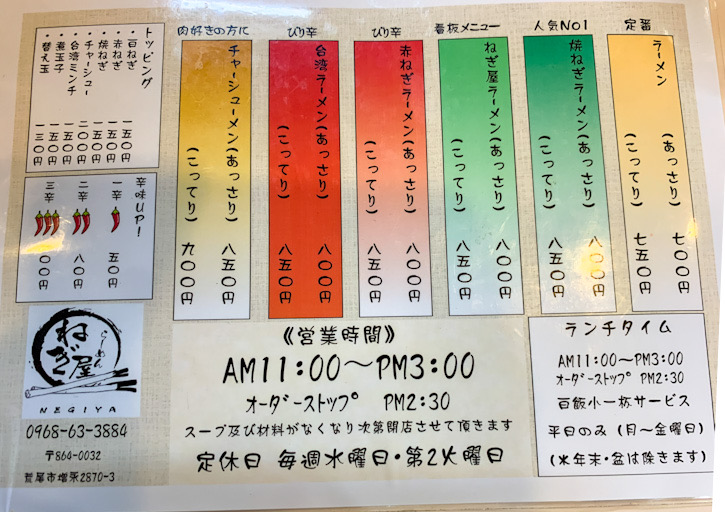 定番
ラーメン(あっさり) 七〇〇円
(こってり) 七五〇円
人気No1
焼ねぎラーメン(あっさり) 八〇〇円
(こってり) 八五〇円
看板メニュー
ねぎ屋ラーメン(あっさり) 八〇〇円
(こってり) 八五〇円
ぴり辛
赤ねぎラーメン(あっさり) 八〇〇円
(こってり) 八五〇円
ぴり辛
台湾ラーメン(あっさり) 八〇〇円
(こってり) 八五〇円
肉好きの方に
チャーシューメン(あっさり) 八五〇円
(こってり) 九〇〇円
トッピング
・白ねぎ 一五〇円
・赤ねぎ 一五〇円
・焼ねぎ 一五〇円
・チャーシュー 二〇〇円
・台湾ミンチ 一五〇円
・煮玉子 一五〇円
・替え玉 一三〇円
辛味UP!
一辛 五〇円
二辛 八〇円
三辛 一〇〇円
らーめん
ねぎ屋
NEGIYA
0968-63-3884
〒864-0032
荒尾市増永2870-3
《営業時間》
AM11:00～PM3:00
オーダーストップ PM2:30
スープ及び材料がなくなり次第閉店させて頂きます
定休日 毎週水曜日・第2火曜日
ランチタイム
AM11:00～PM3:00
オーダーストップ PM2:30
白飯小一杯サービス
平日のみ(月～金曜日)
(※年末・盆は除きます)